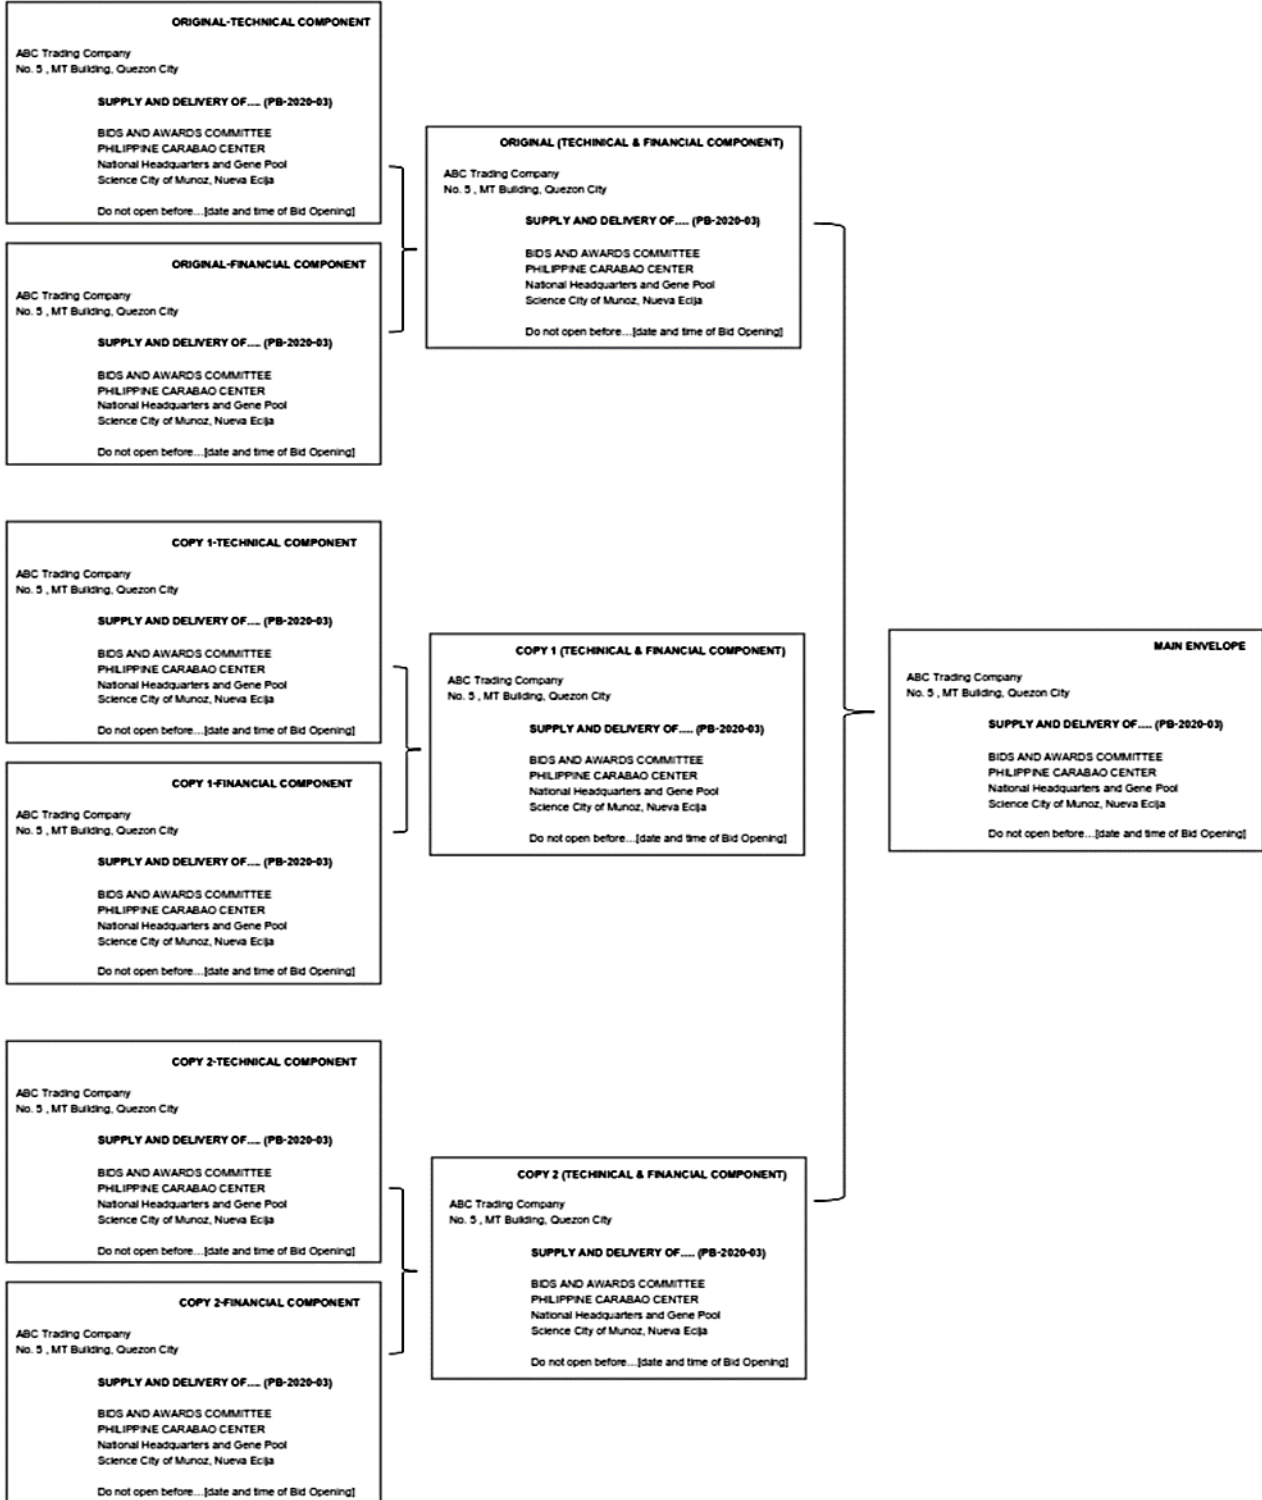 ORIGINAL-TECHNICAL COMPONENT
ABC Trading Company
No. 5 , MT Building, Quezon City
SUPPLY AND DELIVERY OF.... (PB-2020-03)
BIDS AND AWARDS COMMITTEE
PHILIPPINE CARABAO CENTER
National Headquarters and Gene Pool
Science City of Munoz, Nueva Ecija
Do not open before...[date and time of Bid Opening]
ORIGINAL-FINANCIAL COMPONENT
ABC Trading Company
No. 5 , MT Building, Quezon City
SUPPLY AND DELIVERY OF.... (PB-2020-03)
BIDS AND AWARDS COMMITTEE
PHILIPPINE CARABAO CENTER
National Headquarters and Gene Pool
Science City of Munoz, Nueva Ecija
Do not open before...[date and time of Bid Opening]
COPY 1-TECHNICAL COMPONENT
ABC Trading Company
No. 5 , MT Building, Quezon City
SUPPLY AND DELIVERY OF.... (PB-2020-03)
BIDS AND AWARDS COMMITTEE
PHILIPPINE CARABAO CENTER
National Headquarters and Gene Pool
Science City of Munoz, Nueva Ecija
Do not open before...[date and time of Bid Opening]
COPY 1-FINANCIAL COMPONENT
ABC Trading Company
No. 5 , MT Building, Quezon City
SUPPLY AND DELIVERY OF.... (PB-2020-03)
BIDS AND AWARDS COMMITTEE
PHILIPPINE CARABAO CENTER
National Headquarters and Gene Pool
Science City of Munoz, Nueva Ecija
Do not open before...[date and time of Bid Opening]
COPY 2-TECHNICAL COMPONENT
ABC Trading Company
No. 5 , MT Building, Quezon City
SUPPLY AND DELIVERY OF.... (PB-2020-03)
BIDS AND AWARDS COMMITTEE
PHILIPPINE CARABAO CENTER
National Headquarters and Gene Pool
Science City of Munoz, Nueva Ecija
Do not open before...[date and time of Bid Opening]
COPY 2-FINANCIAL COMPONENT
ABC Trading Company
No. 5 , MT Building, Quezon City
SUPPLY AND DELIVERY OF.... (PB-2020-03)
BIDS AND AWARDS COMMITTEE
PHILIPPINE CARABAO CENTER
National Headquarters and Gene Pool
Science City of Munoz, Nueva Ecija
Do not open before...[date and time of Bid Opening]
ORIGINAL (TECHINICAL & FINANCIAL COMPONENT)
ABC Trading Company
No. 5 , MT Building, Quezon City
SUPPLY AND DELIVERY OF.... (PB-2020-03)
BIDS AND AWARDS COMMITTEE
PHILIPPINE CARABAO CENTER
National Headquarters and Gene Pool
Science City of Munoz, Nueva Ecija
Do not open before...[date and time of Bid Opening]
COPY 1 (TECHINICAL & FINANCIAL COMPONENT)
ABC Trading Company
No. 5 , MT Building, Quezon City
SUPPLY AND DELIVERY OF.... (PB-2020-03)
BIDS AND AWARDS COMMITTEE
PHILIPPINE CARABAO CENTER
National Headquarters and Gene Pool
Science City of Munoz, Nueva Ecija
Do not open before...[date and time of Bid Opening]
COPY 2 (TECHINICAL & FINANCIAL COMPONENT)
ABC Trading Company
No. 5 , MT Building, Quezon City
SUPPLY AND DELIVERY OF.... (PB-2020-03)
BIDS AND AWARDS COMMITTEE
PHILIPPINE CARABAO CENTER
National Headquarters and Gene Pool
Science City of Munoz, Nueva Ecija
Do not open before...[date and time of Bid Opening]
MAIN ENVELOPE
ABC Trading Company
No. 5 , MT Building, Quezon City
SUPPLY AND DELIVERY OF.... (PB-2020-03)
BIDS AND AWARDS COMMITTEE
PHILIPPINE CARABAO CENTER
National Headquarters and Gene Pool
Science City of Munoz, Nueva Ecija
Do not open before...[date and time of Bid Opening]